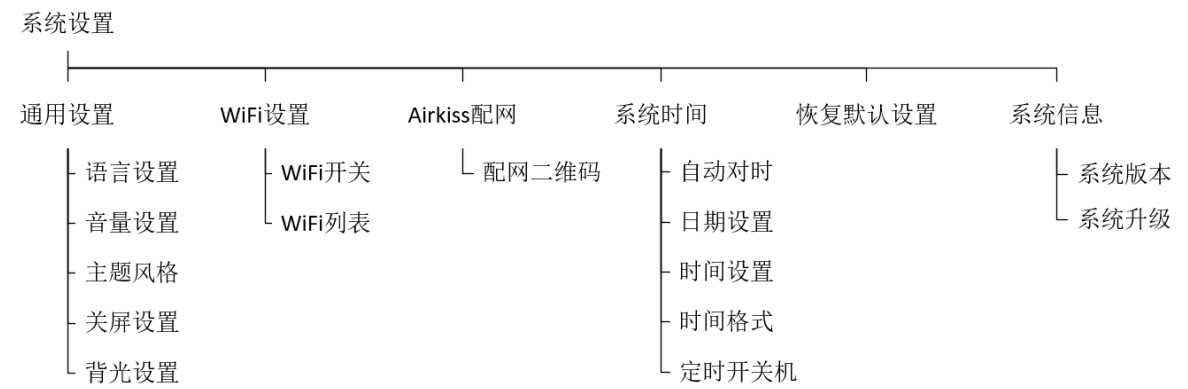 系统设置
通用设置
语言设置
音量设置
主题风格
关屏设置
背光设置
WiFi设置
WiFi开关
WiFi列表
Airkiss配网
配网二维码
系统时间
自动对时
日期设置
时间设置
时间格式
定时开关机
恢复默认设置
系统信息
系统版本
系统升级